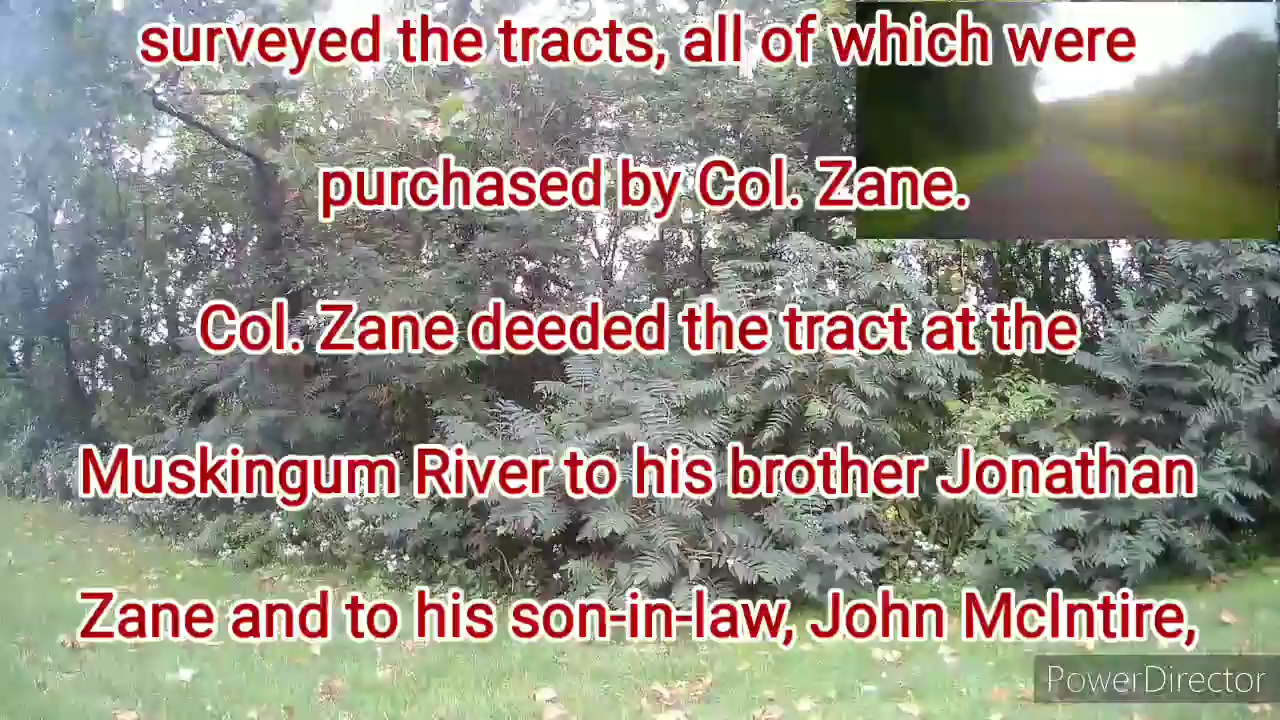 surveyed the tracts, all of which were
purchased by Col. Zane.
Col. Zane deeded the tract at the
Muskingum River to his brother Jonathan
Zane and to his son-in-law, John McIntire,
PowerDirector